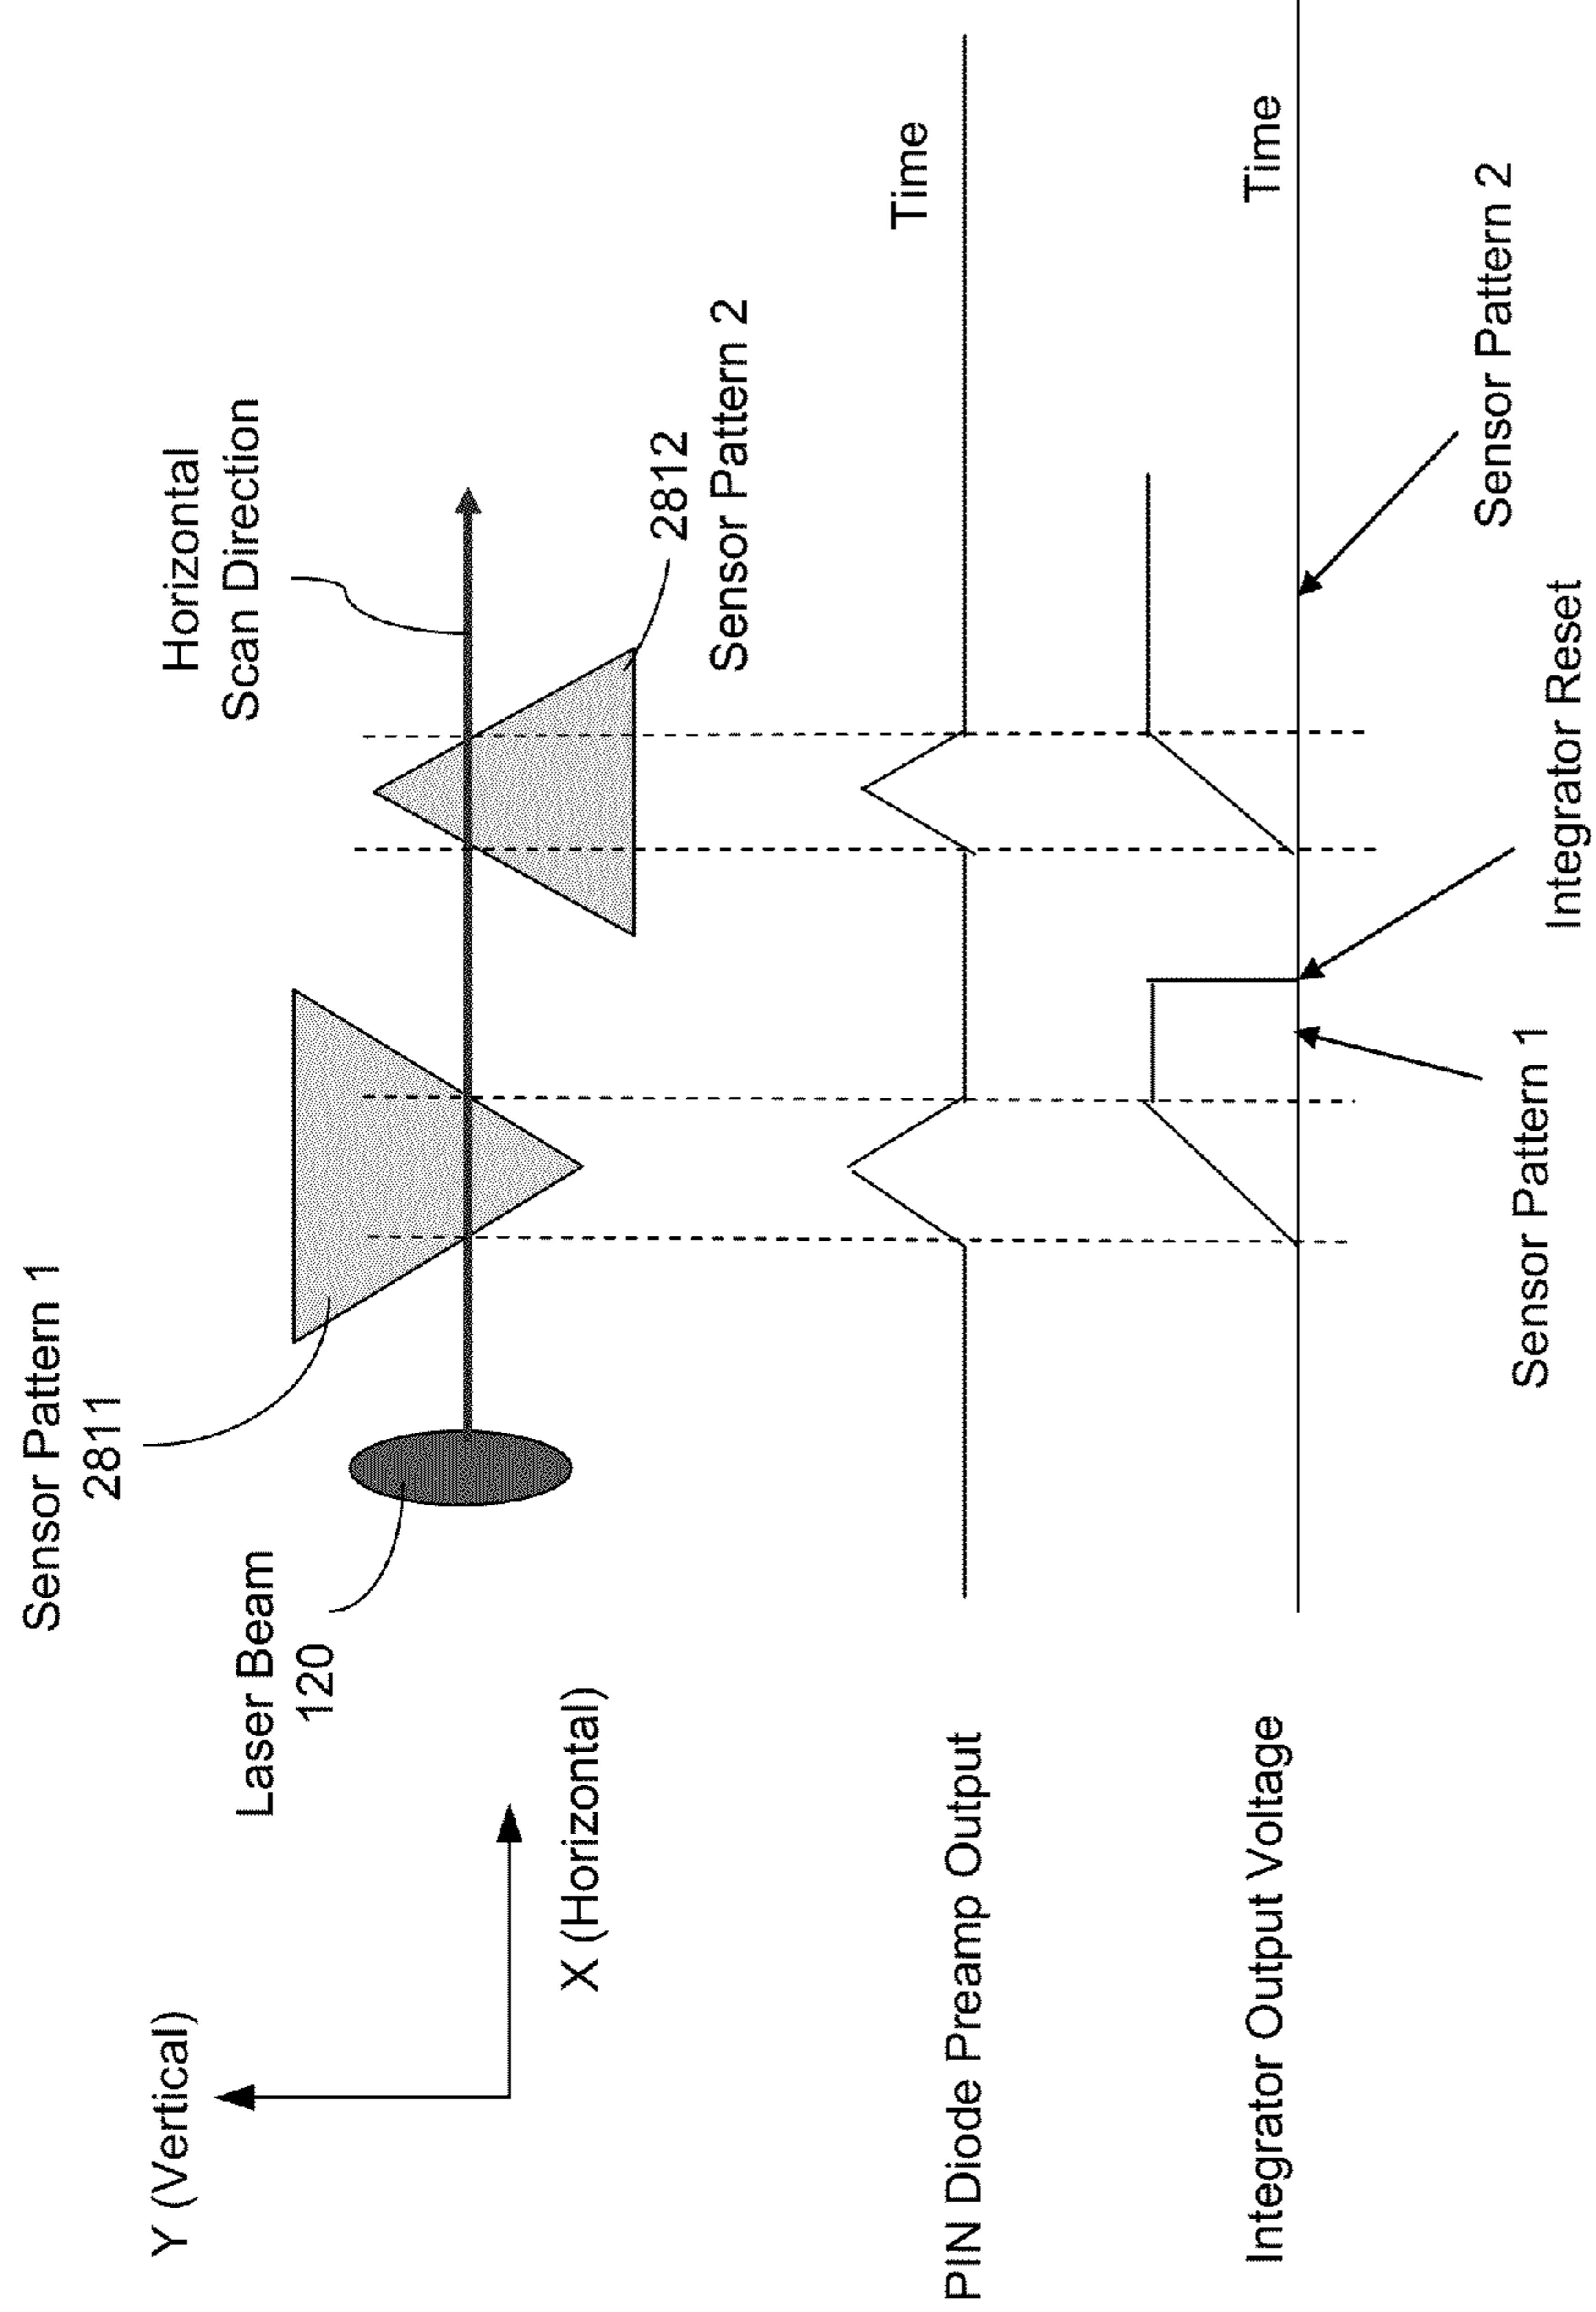 Sensor Pattern 1
2811
Laser Beam
120
Horizontal
Scan Direction
Y (Vertical)
X (Horizontal)
2812
Sensor Pattern 2
PIN Diode Preamp Output
Time
Integrator Output Voltage
Time
Sensor Pattern 1
Integrator Reset
Sensor Pattern 2